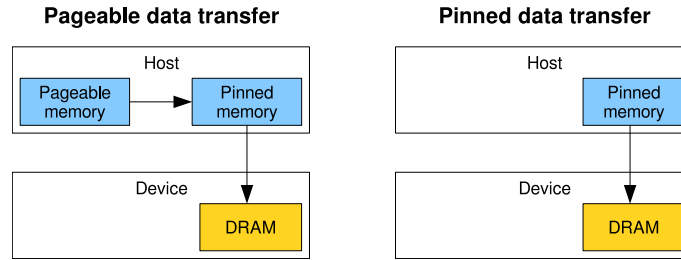 Pageable data transfer
Host
Pageable
memory
Pinned
memory
Device
DRAM
Pinned data transfer
Host
Pinned
memory
Device
DRAM